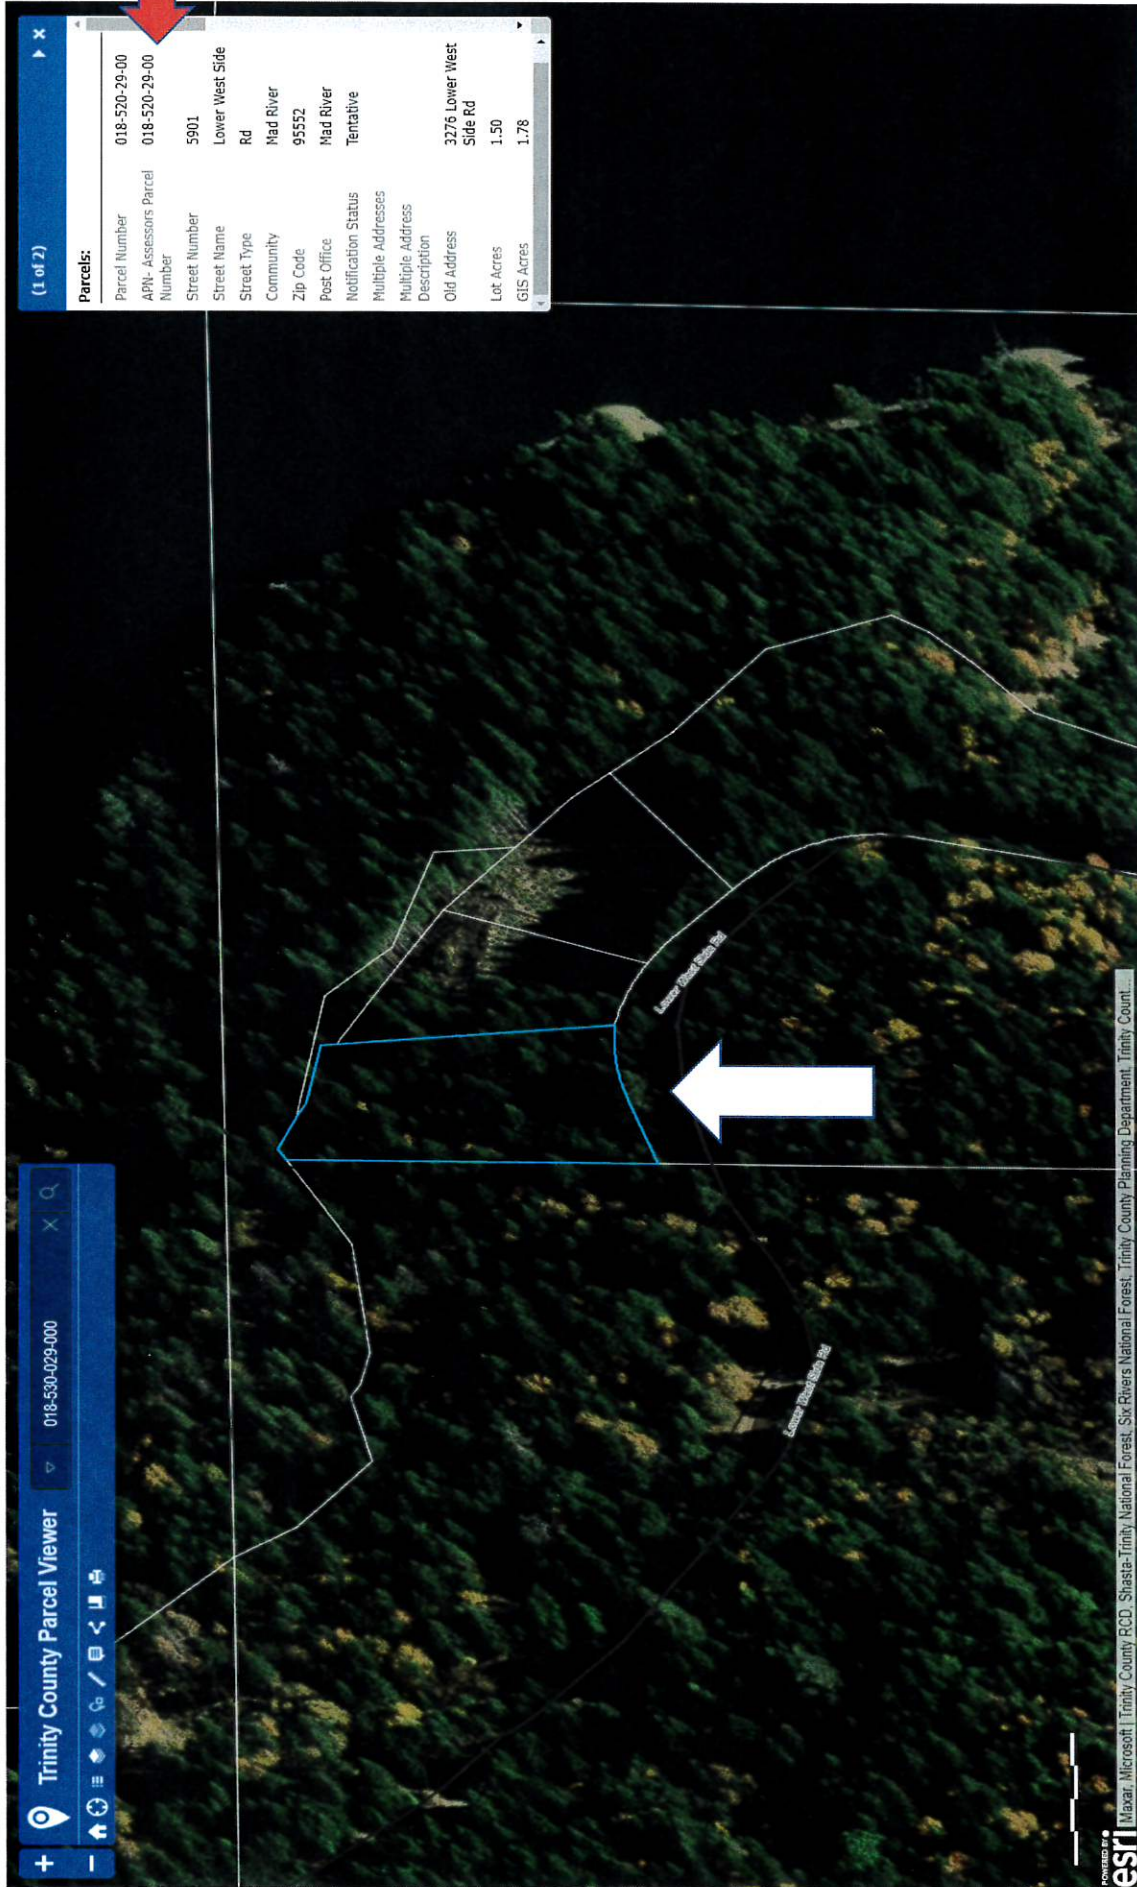 +
−
Trinity County Parcel Viewer
018-530-029-000
X
(1 of 2)
Parcels:
Parcel Number 018-520-29-00
APN- Assessors Parcel Number 018-520-29-00
Street Number 5901
Street Name Lower West Side
Street Type Rd
Community Mad River
Zip Code 95552
Post Office Mad River
Notification Status Tentative
Multiple Addresses
Multiple Address
Description
Old Address 3276 Lower West
Side Rd
Lot Acres 1.50
GIS Acres 1.78
Lower West Side Rd
Lower West Side Rd
POWERED BY
esri
Maxar, Microsoft | Trinity County RCD, Shasta-Trinity National Forest, Six Rivers National Forest, Trinity County Planning Department, Trinity Count...